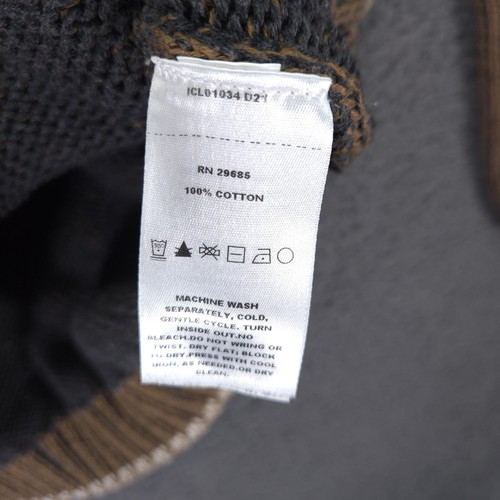 ICL01034 D21
RN 29685
100% COTTON
30°
MACHINE WASH
SEPARATELY, COLD,
GENTLE CYCLE. TURN
INSIDE OUT.NO
BLEACH.DO NOT WRING OR
TWIST. DRY FLAT; BLOCK
TO DRY.PRESS WITH COOL
IRON, AS NEEDED.OR DRY
CLEAN.